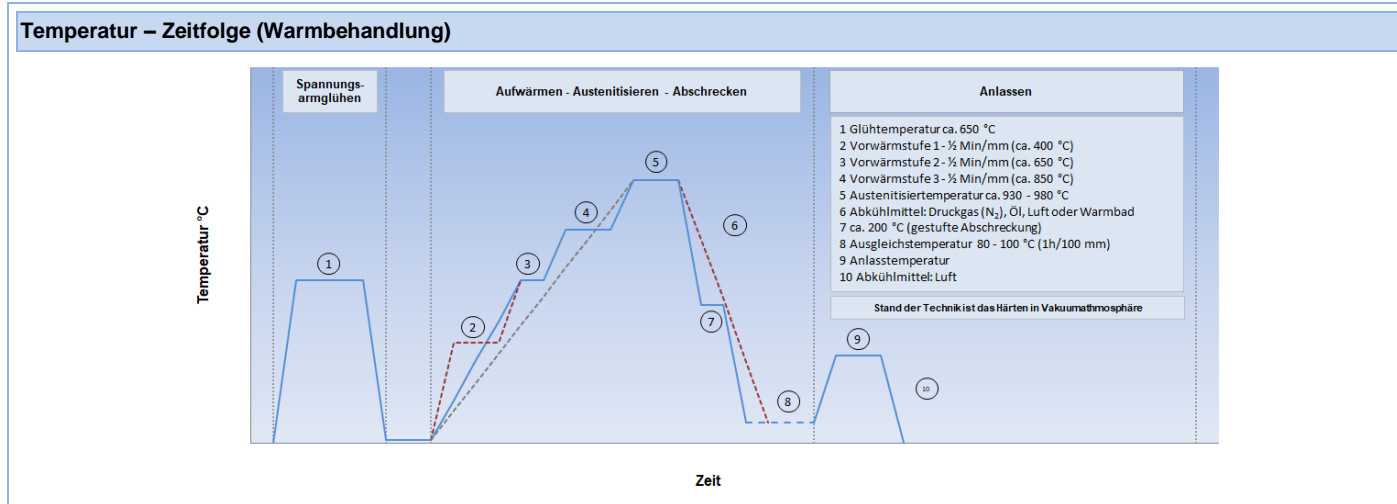 Temperatur – Zeitfolge (Warmbehandlung)
Spannungs-
armglühen
Aufwärmen - Austenitisieren - Abschrecken
Anlassen
1 Glühtemperatur ca. 650 °C
2 Vorwärmstufe 1 - ½ Min/mm (ca. 400 °C)
3 Vorwärmstufe 2 - ½ Min/mm (ca. 650 °C)
4 Vorwärmstufe 3 - ½ Min/mm (ca. 850 °C)
5 Austenitisiertemperatur ca. 930 - 980 °C
6 Abkühlmittel: Druckgas (N₂), Öl, Luft oder Warmbad
7 ca. 200 °C (gestufte Abschreckung)
8 Ausgleichstemperatur 80 - 100 °C (1h/100 mm)
9 Anlasstemperatur
10 Abkühlmittel: Luft
Stand der Technik ist das Härten in Vakuumathmosphäre
Temperatur °C
1
2
3
4
5
6
7
8
9
10
Zeit